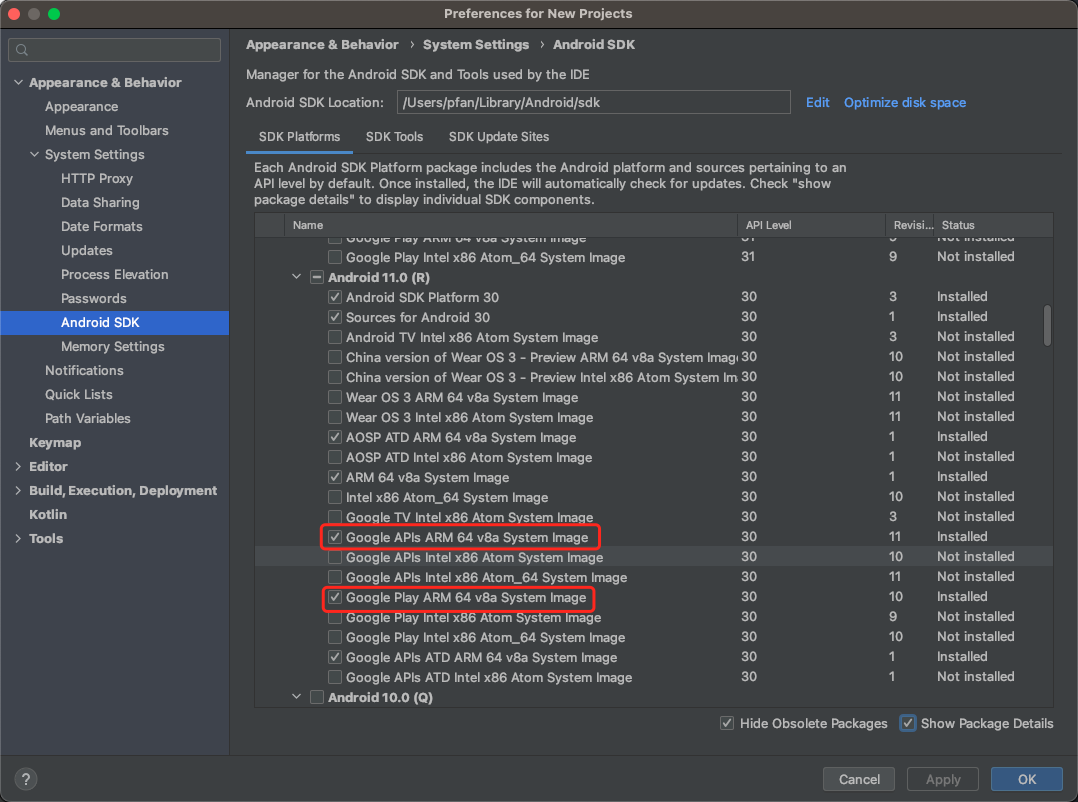 Preferences for New Projects
Appearance & Behavior
Appearance
Menus and Toolbars
System Settings
HTTP Proxy
Data Sharing
Date Formats
Updates
Process Elevation
Passwords
Android SDK
Memory Settings
Notifications
Quick Lists
Path Variables
Keymap
Editor
Build, Execution, Deployment
Kotlin
Tools
Appearance & Behavior › System Settings › Android SDK
Manager for the Android SDK and Tools used by the IDE
Android SDK Location: /Users/pfan/Library/Android/sdk Edit Optimize disk space
SDK Platforms SDK Tools SDK Update Sites
Each Android SDK Platform package includes the Android platform and sources pertaining to an
API level by default. Once installed, the IDE will automatically check for updates. Check "show
package details" to display individual SDK components.
Name API Level Revisi... Status
Google Play ARM 64 v8a System Image 31 9 Not installed
Google Play Intel x86 Atom_64 System Image 31 9 Not installed
Android 11.0 (R)
Android SDK Platform 30 30 3 Installed
Sources for Android 30 30 1 Installed
Android TV Intel x86 Atom System Image 30 3 Not installed
China version of Wear OS 3 - Preview ARM 64 v8a System Imag 30 10 Not installed
China version of Wear OS 3 - Preview Intel x86 Atom System Im 30 10 Not installed
Wear OS 3 ARM 64 v8a System Image 30 11 Not installed
Wear OS 3 Intel x86 Atom System Image 30 11 Not installed
AOSP ATD ARM 64 v8a System Image 30 1 Installed
AOSP ATD Intel x86 Atom System Image 30 1 Not installed
ARM 64 v8a System Image 30 1 Installed
Intel x86 Atom_64 System Image 30 10 Not installed
Google TV Intel x86 Atom System Image 30 3 Not installed
Google APIs ARM 64 v8a System Image 30 11 Installed
Google APIs Intel x86 Atom System Image 30 10 Not installed
Google APIs Intel x86 Atom_64 System Image 30 11 Not installed
Google Play ARM 64 v8a System Image 30 10 Installed
Google Play Intel x86 Atom System Image 30 9 Not installed
Google Play Intel x86 Atom_64 System Image 30 10 Not installed
Google APIs ATD ARM 64 v8a System Image 30 1 Installed
Google APIs ATD Intel x86 Atom System Image 30 1 Not installed
Android 10.0 (Q)
Hide Obsolete Packages Show Package Details
? Cancel Apply OK